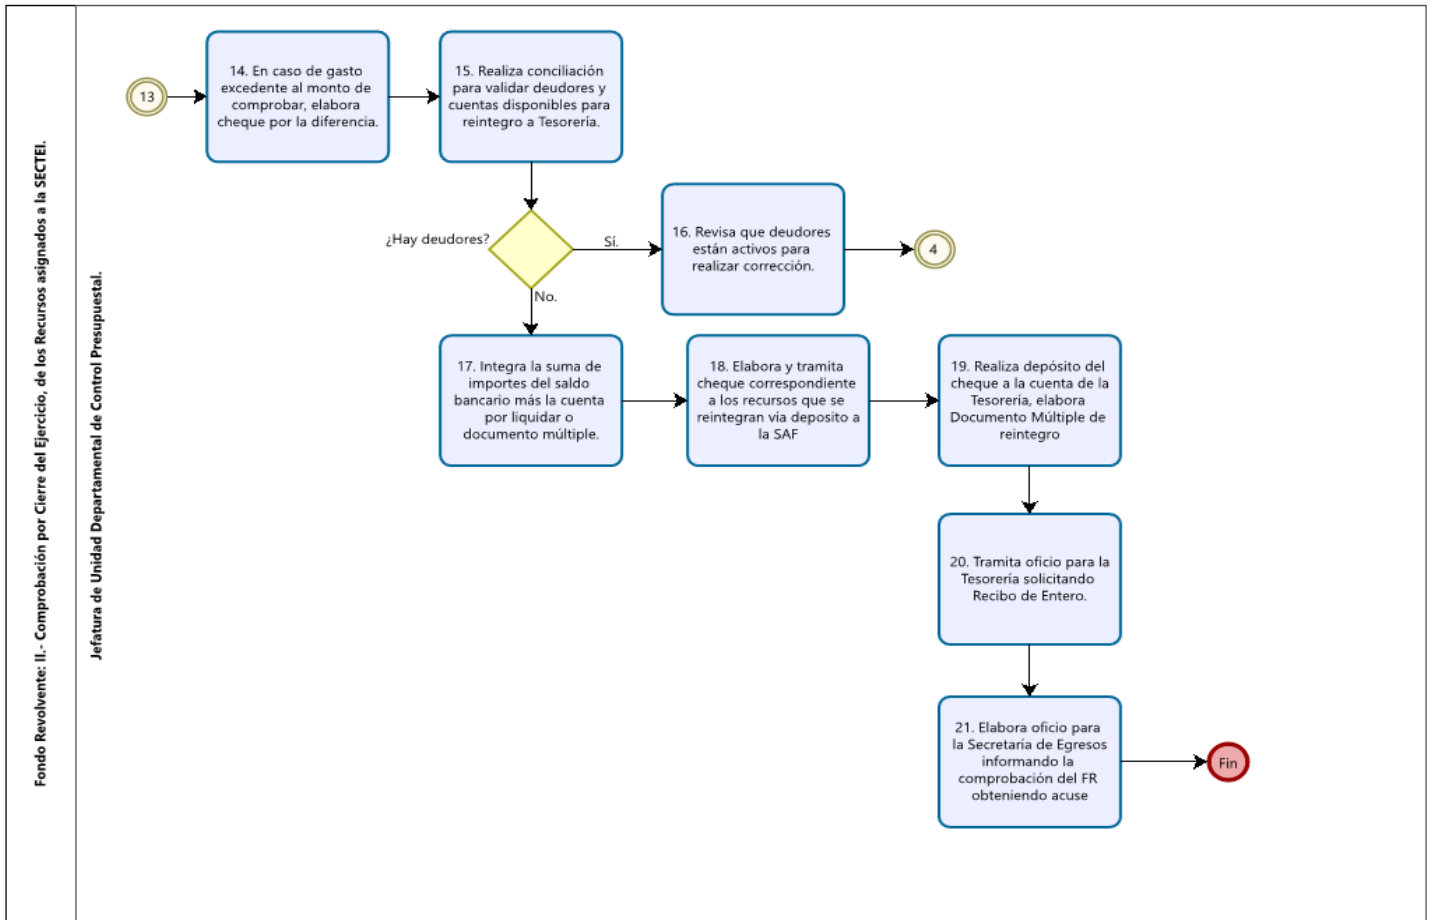 Fondo Revolvente: II.- Comprobación por Cierre del Ejercicio, de los Recursos asignados a la SECTEI.
Jefatura de Unidad Departamental de Control Presupuestal.
13
14. En caso de gasto
excedente al monto de
comprobar, elabora
cheque por la diferencia.
15. Realiza conciliación
para validar deudores y
cuentas disponibles para
reintegro a Tesorería.
¿Hay deudores?
Sí.
16. Revisa que deudores
están activos para
realizar corrección.
4
No.
17. Integra la suma de
importes del saldo
bancario más la cuenta
por liquidar o
documento múltiple.
18. Elabora y tramita
cheque correspondiente
a los recursos que se
reintegran vía deposito a
la SAF
19. Realiza depósito del
cheque a la cuenta de la
Tesorería, elabora
Documento Múltiple de
reintegro
20. Tramita oficio para la
Tesorería solicitando
Recibo de Entero.
21. Elabora oficio para
la Secretaría de Egresos
informando la
comprobación del FR
obteniendo acuse
Fin